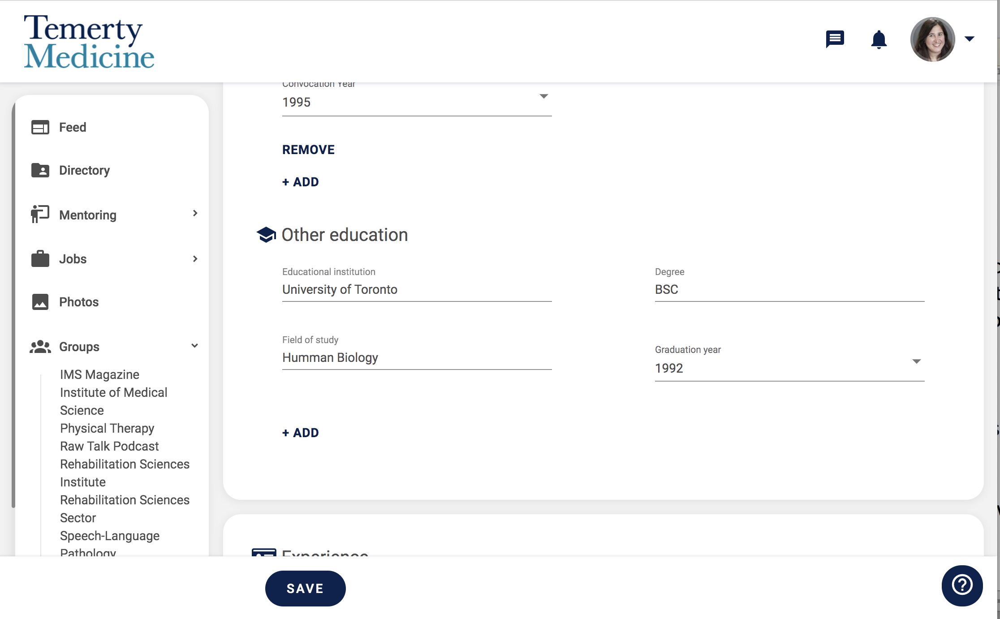 Temerty
Medicine
Feed
Directory
Mentoring
Jobs
Photos
Groups
IMS Magazine
Institute of Medical
Science
Physical Therapy
Raw Talk Podcast
Rehabilitation Sciences
Institute
Rehabilitation Sciences
Sector
Speech-Language
Pathology
Convocation Year
1995
REMOVE
+ ADD
Other education
Educational institution
University of Toronto
Degree
BSC
Field of study
Humman Biology
Graduation year
1992
+ ADD
Experience
SAVE
?